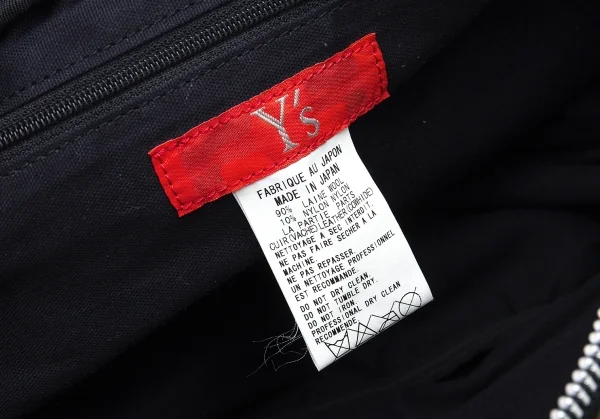 Y's
FABRIQUE AU JAPON
MADE IN JAPAN
90% LAINE WOOL
10% NYLON NYLON
LA PARTIE PARTS
CUIR(VACHE)LEATHER(COWHIDE)
NETTOYAGE A SEC INTERDIT.
NE PAS FAIRE SECHER A LA
MACHINE.
NE PAS REPASSER
UN NETTOYAGE PROFESSIONNEL
EST RECOMMANDE.
DO NOT DRY CLEAN.
DO NOT TUMBLE DRY.
DO NOT IRON.
PROFESSIONAL DRY CLEAN
RECOMMENDE